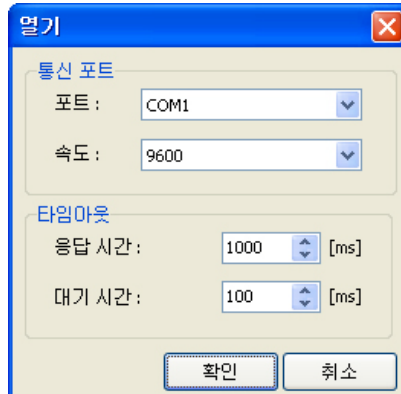 열기
통신 포트
포트 : COM1
속도 : 9600
타임아웃
응답 시간 : 1000 [ms]
대기 시간 : 100 [ms]
확인 취소